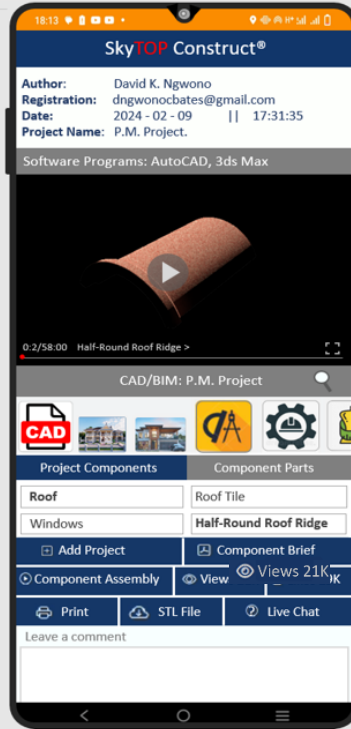 18:13
SkyTOP Construct®
Author: David K. Ngwono
Registration: dngwonocbates@gmail.com
Date: 2024 - 02 - 09 || 17:31:35
Project Name: P.M. Project.
Software Programs: AutoCAD, 3ds Max
0:2/58:00 Half-Round Roof Ridge >
CAD/BIM: P.M. Project
CAD
Project Components Component Parts
Roof Roof Tile
Windows Half-Round Roof Ridge
Add Project Component Brief
Component Assembly View Views 21K
Print STL File Live Chat
Leave a comment